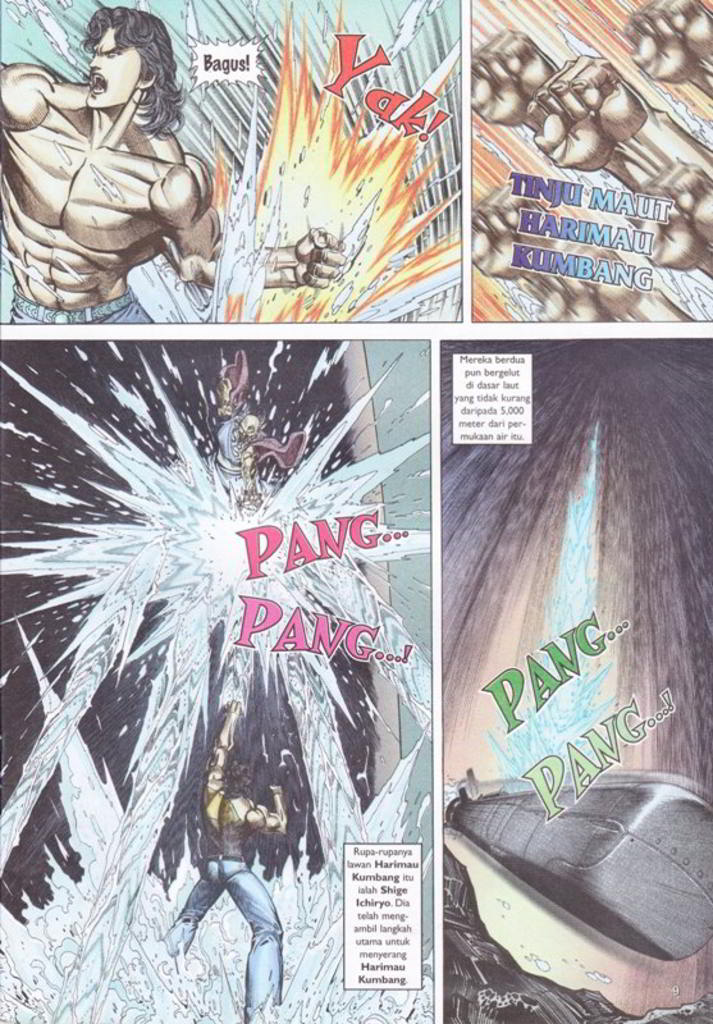 Bagus!
Yak!
TINJU MAUT
HARIMAU
KUMBANG
PANG...
PANG...!
Rupa-rupanya
lawan Harimau
Kumbang itu
ialah Shige
Ichiryo. Dia
telah meng-
ambil langkah
utama untuk
menyerang
Harimau
Kumbang.
Mereka berdua
pun bergelut
di dasar laut
yang tidak kurang
daripada 5,000
meter dari per-
mukaan air itu.
PANG...
PANG...!
9